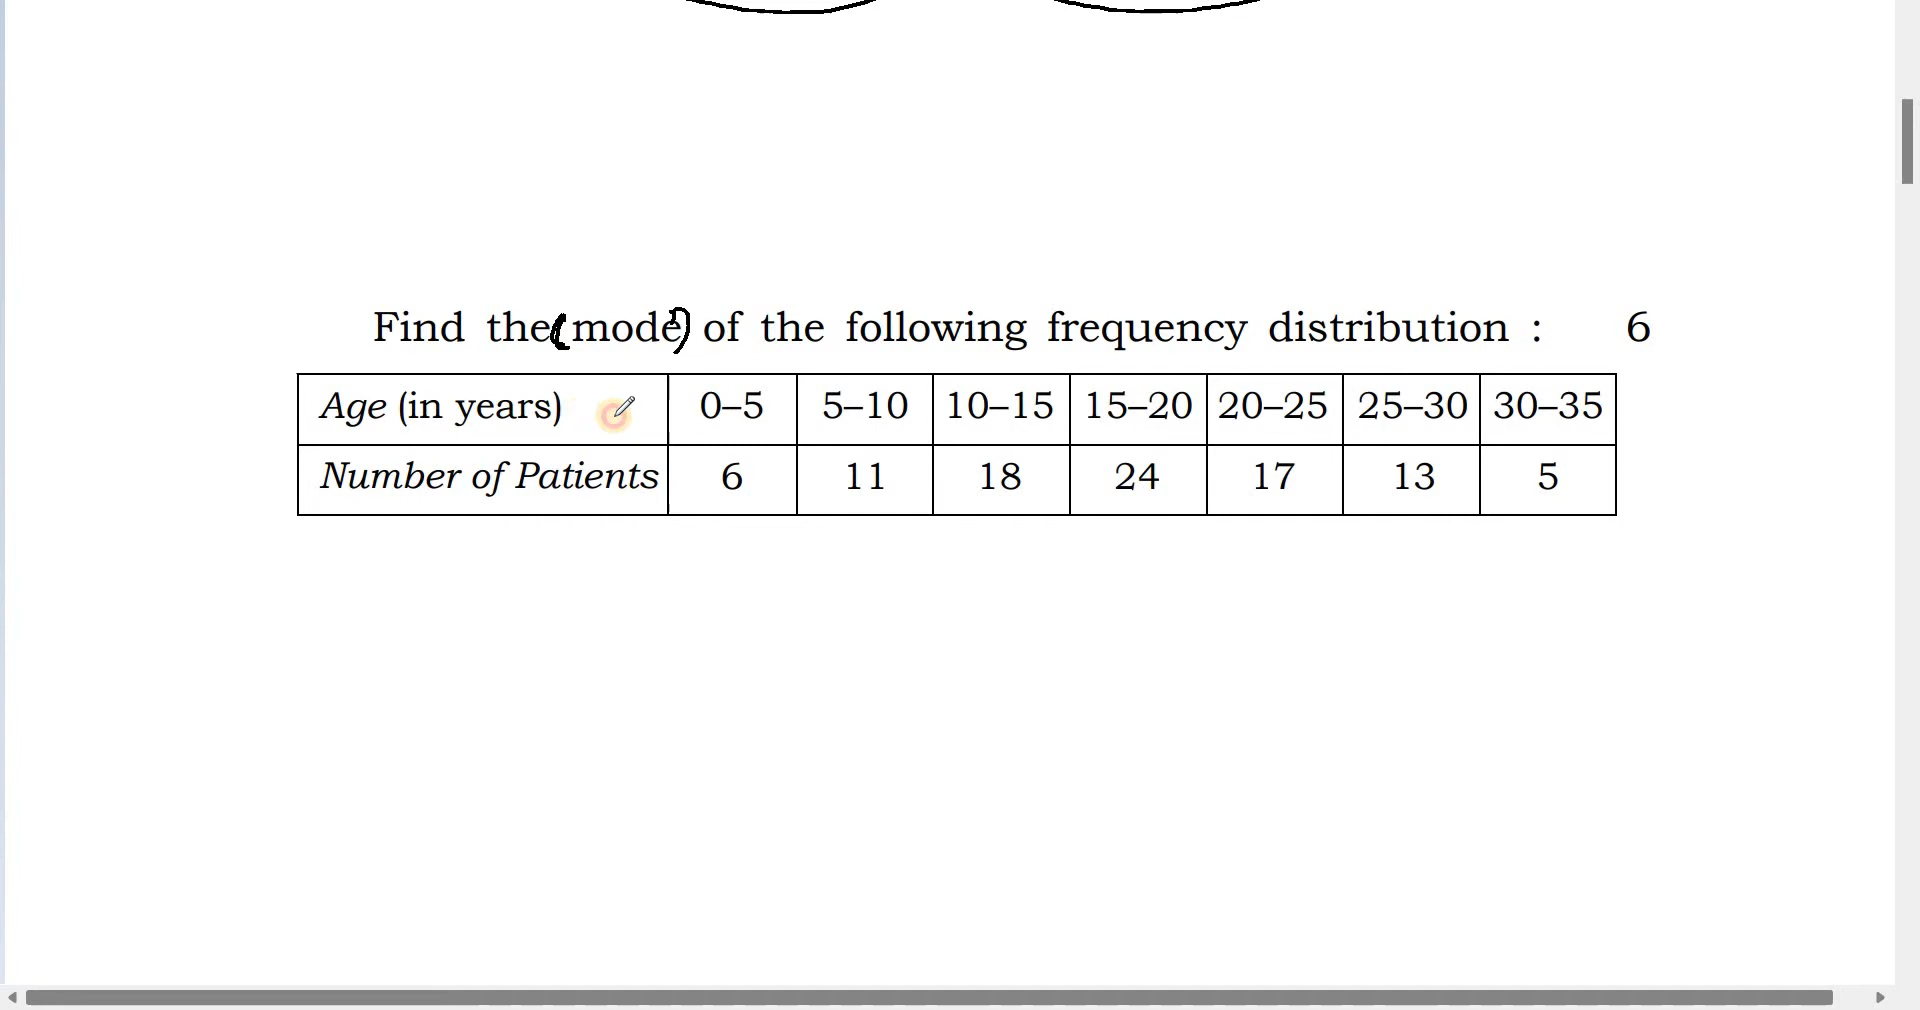 Find the (mode) of the following frequency distribution : 6
Age (in years) 0–5 5–10 10–15 15–20 20–25 25–30 30–35
Number of Patients 6 11 18 24 17 13 5